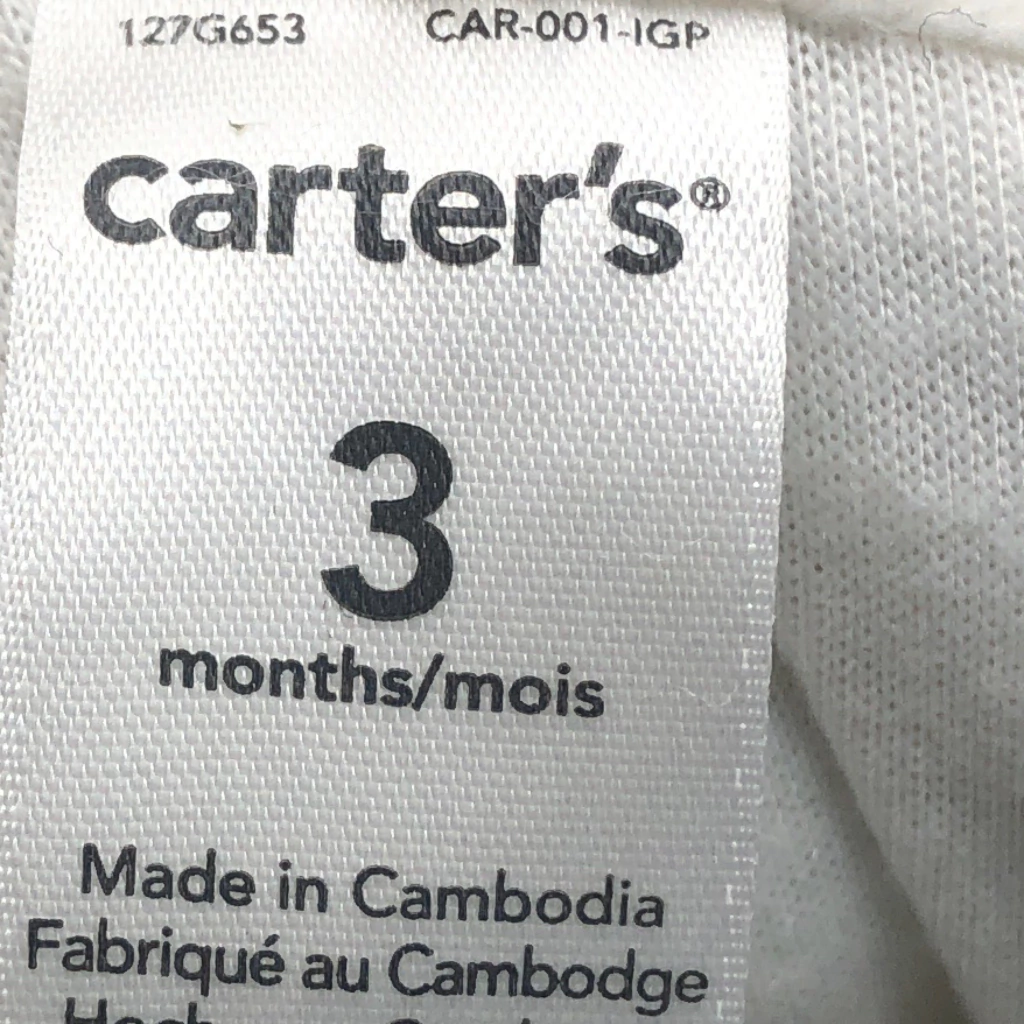 127G653 CAR-001-IGP
carter's®
3
months/mois
Made in Cambodia
Fabriqué au Cambodge